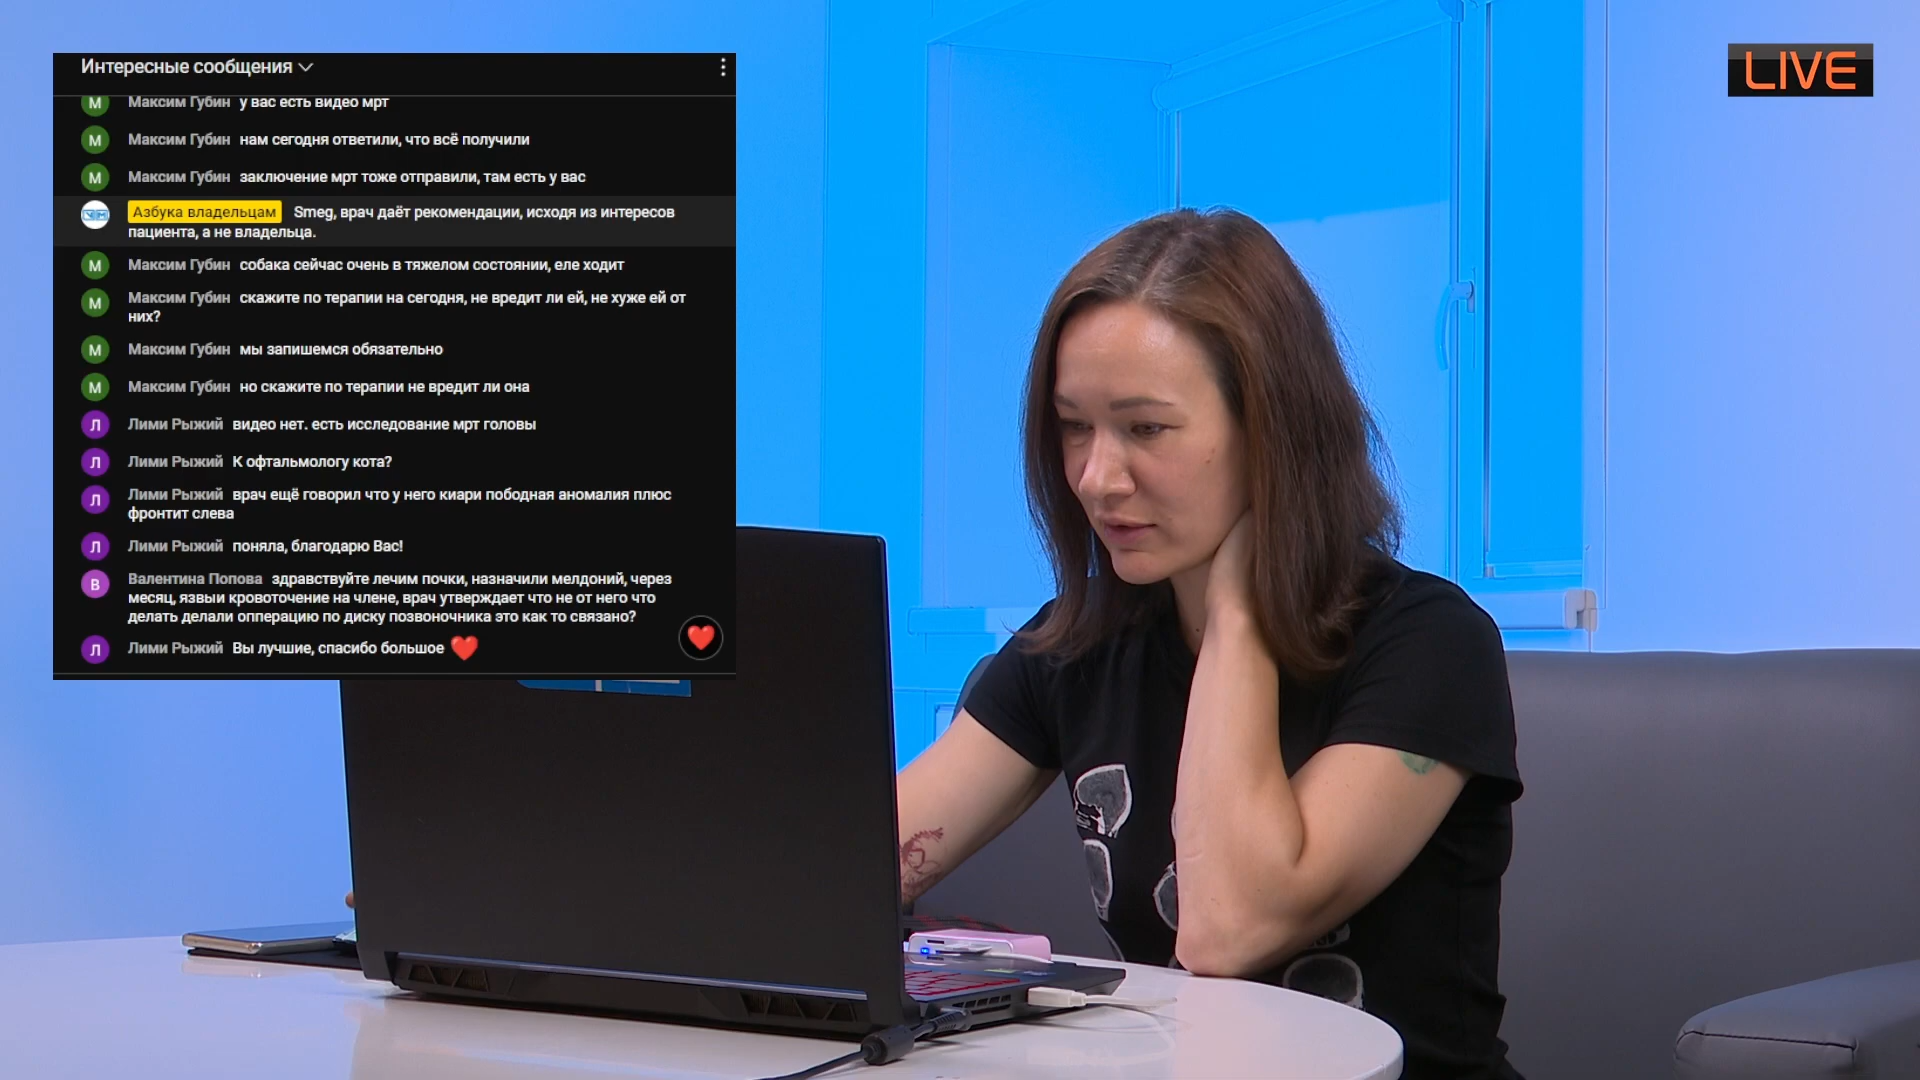 Интересные сообщения
LIVE
М Максим Губин у вас есть видео мрт
М Максим Губин нам сегодня ответили, что всё получили
М Максим Губин заключение мрт тоже отправили, там есть у вас
Азбука владельцам Smeg, врач даёт рекомендации, исходя из интересов
пациента, а не владельца.
М Максим Губин собака сейчас очень в тяжелом состоянии, еле ходит
М Максим Губин скажите по терапии на сегодня, не вредит ли ей, не хуже ей от
них?
М Максим Губин мы запишемся обязательно
М Максим Губин но скажите по терапии не вредит ли она
Л Лими Рыжий видео нет. есть исследование мрт головы
Л Лими Рыжий К офтальмологу кота?
Л Лими Рыжий врач ещё говорил что у него киари пободная аномалия плюс
фронтит слева
Л Лими Рыжий поняла, благодарю Вас!
В Валентина Попова здравствуйте лечим почки, назначили мелдоний, через
месяц, язвыи кровоточение на члене, врач утверждает что не от него что
делать делали опперацию по диску позвоночника это как то связано?
Л Лими Рыжий Вы лучшие, спасибо большое ❤️